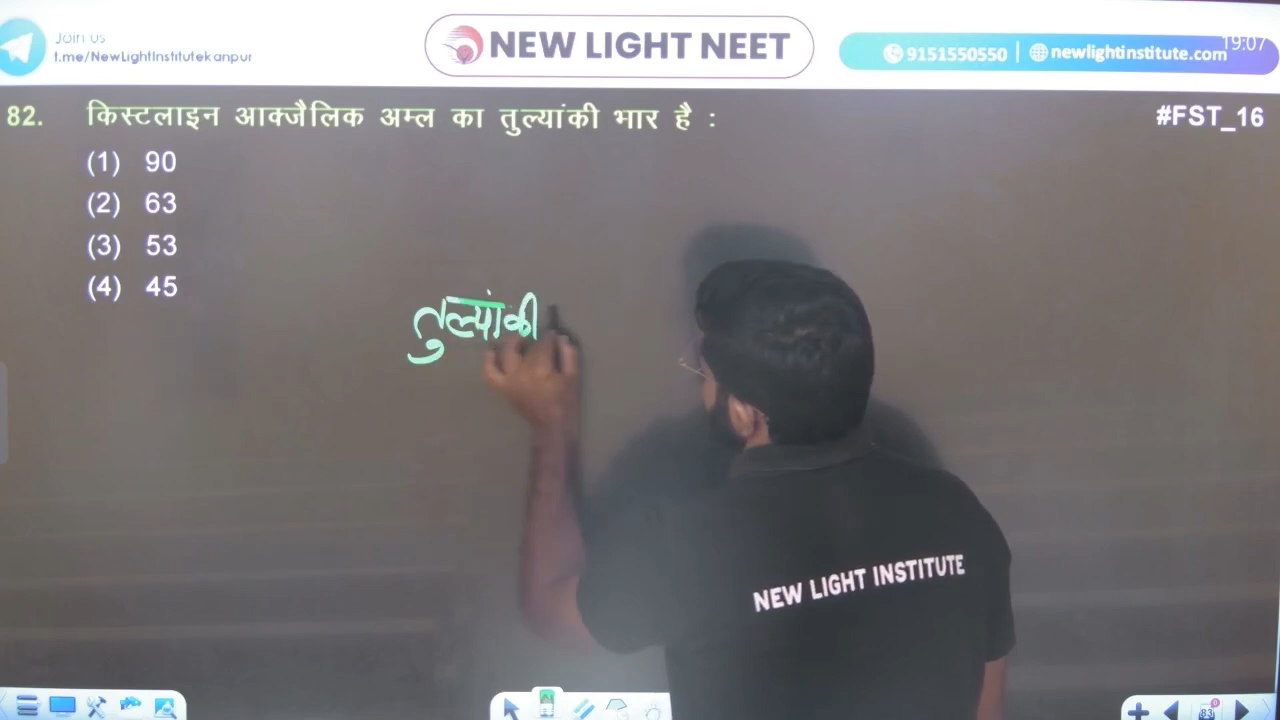 Join us
t.me/NewLightInstitutekanpur
NEW LIGHT NEET
9151550550 | newlightinstitute.com
19:07
82. किस्टलाइन आक्जैलिक अम्ल का तुल्यांकी भार है :
#FST_16
(1) 90
(2) 63
(3) 53
(4) 45
तुल्यांकी
NEW LIGHT INSTITUTE